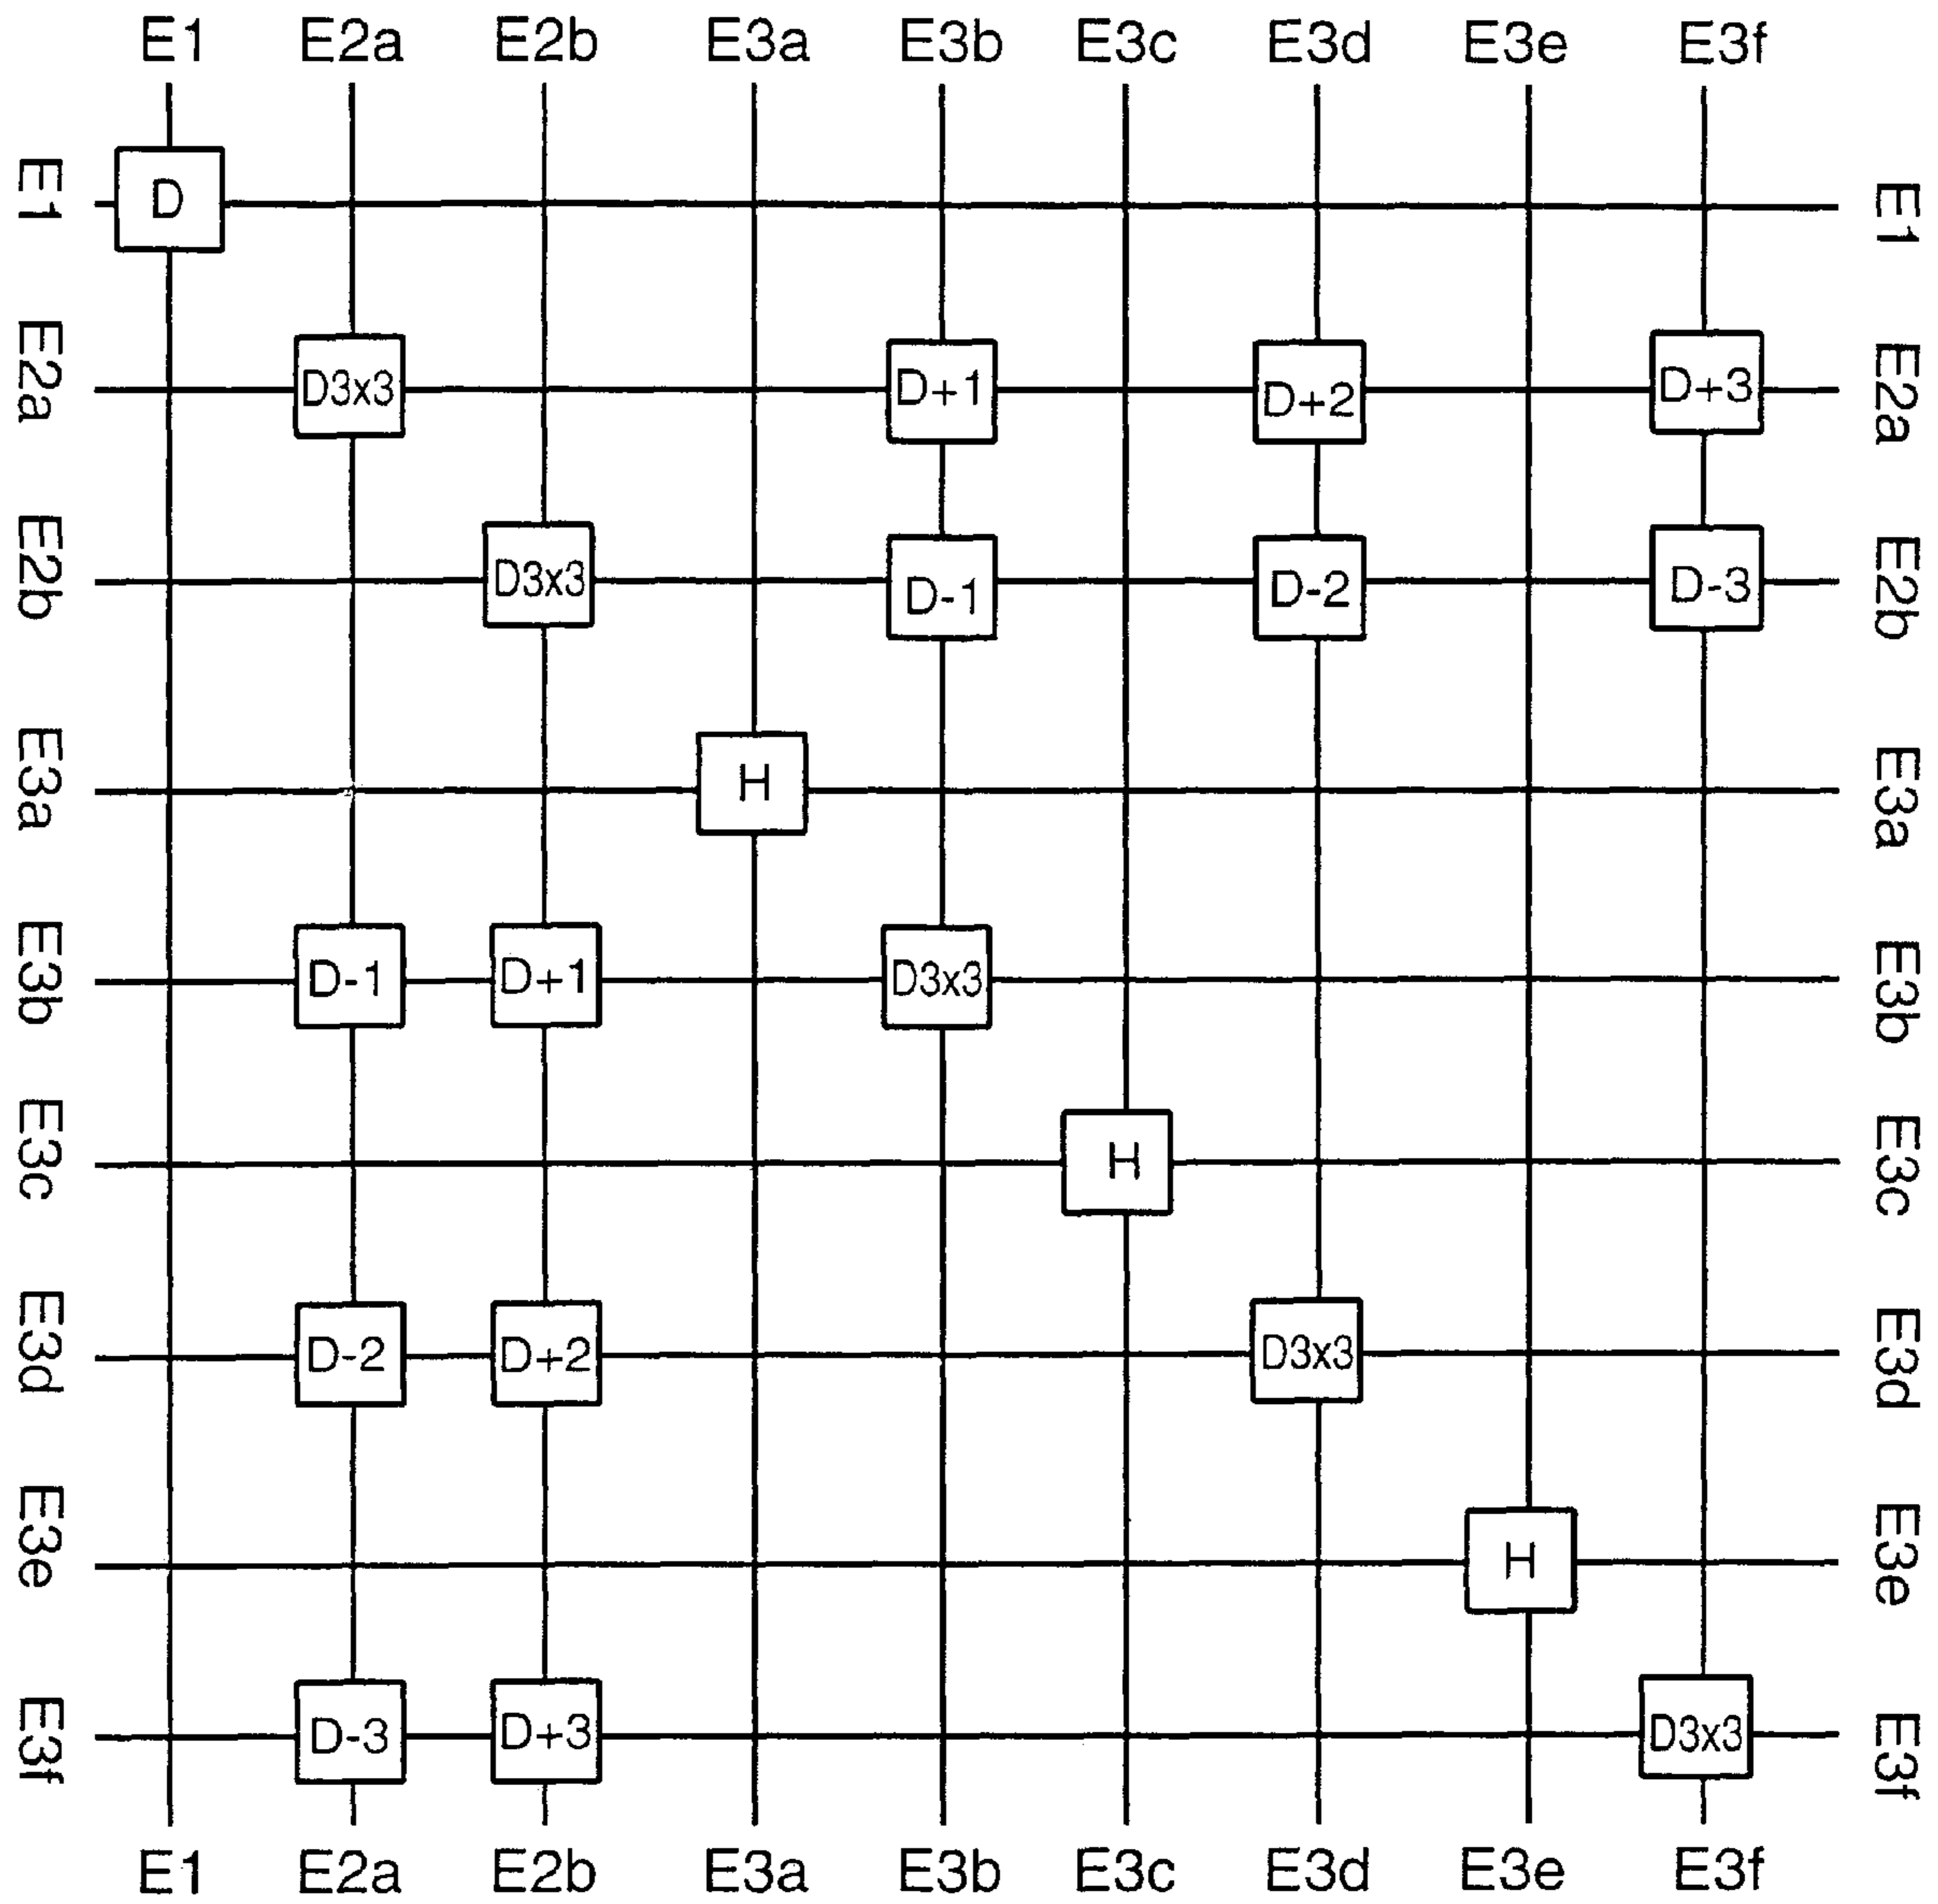 E1 E2a E2b E3a E3b E3c E3d E3e E3f
E1 D E1
E2a D3x3 D+1 D+2 D+3 E2a
E2b D3x3 D-1 D-2 D-3 E2b
E3a H E3a
E3b D-1 D+1 D3x3 E3b
E3c H E3c
E3d D-2 D+2 D3x3 E3d
E3e H E3e
E3f D-3 D+3 D3x3 E3f
E1 E2a E2b E3a E3b E3c E3d E3e E3f